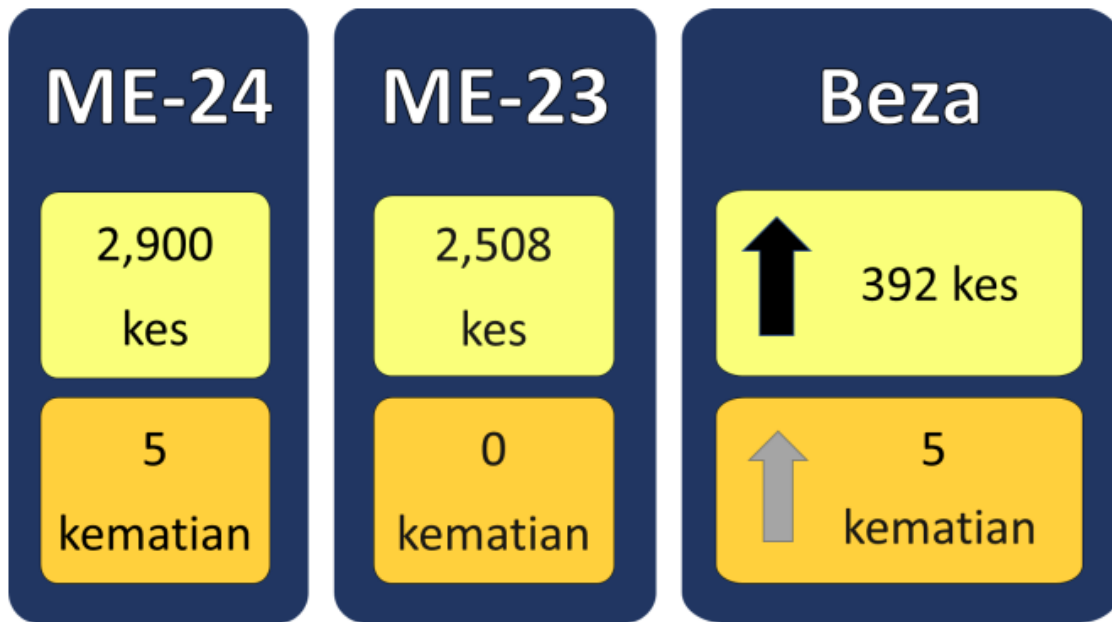 ME-24
2,900
kes
5
kematian
ME-23
2,508
kes
0
kematian
Beza
392 kes
5
kematian